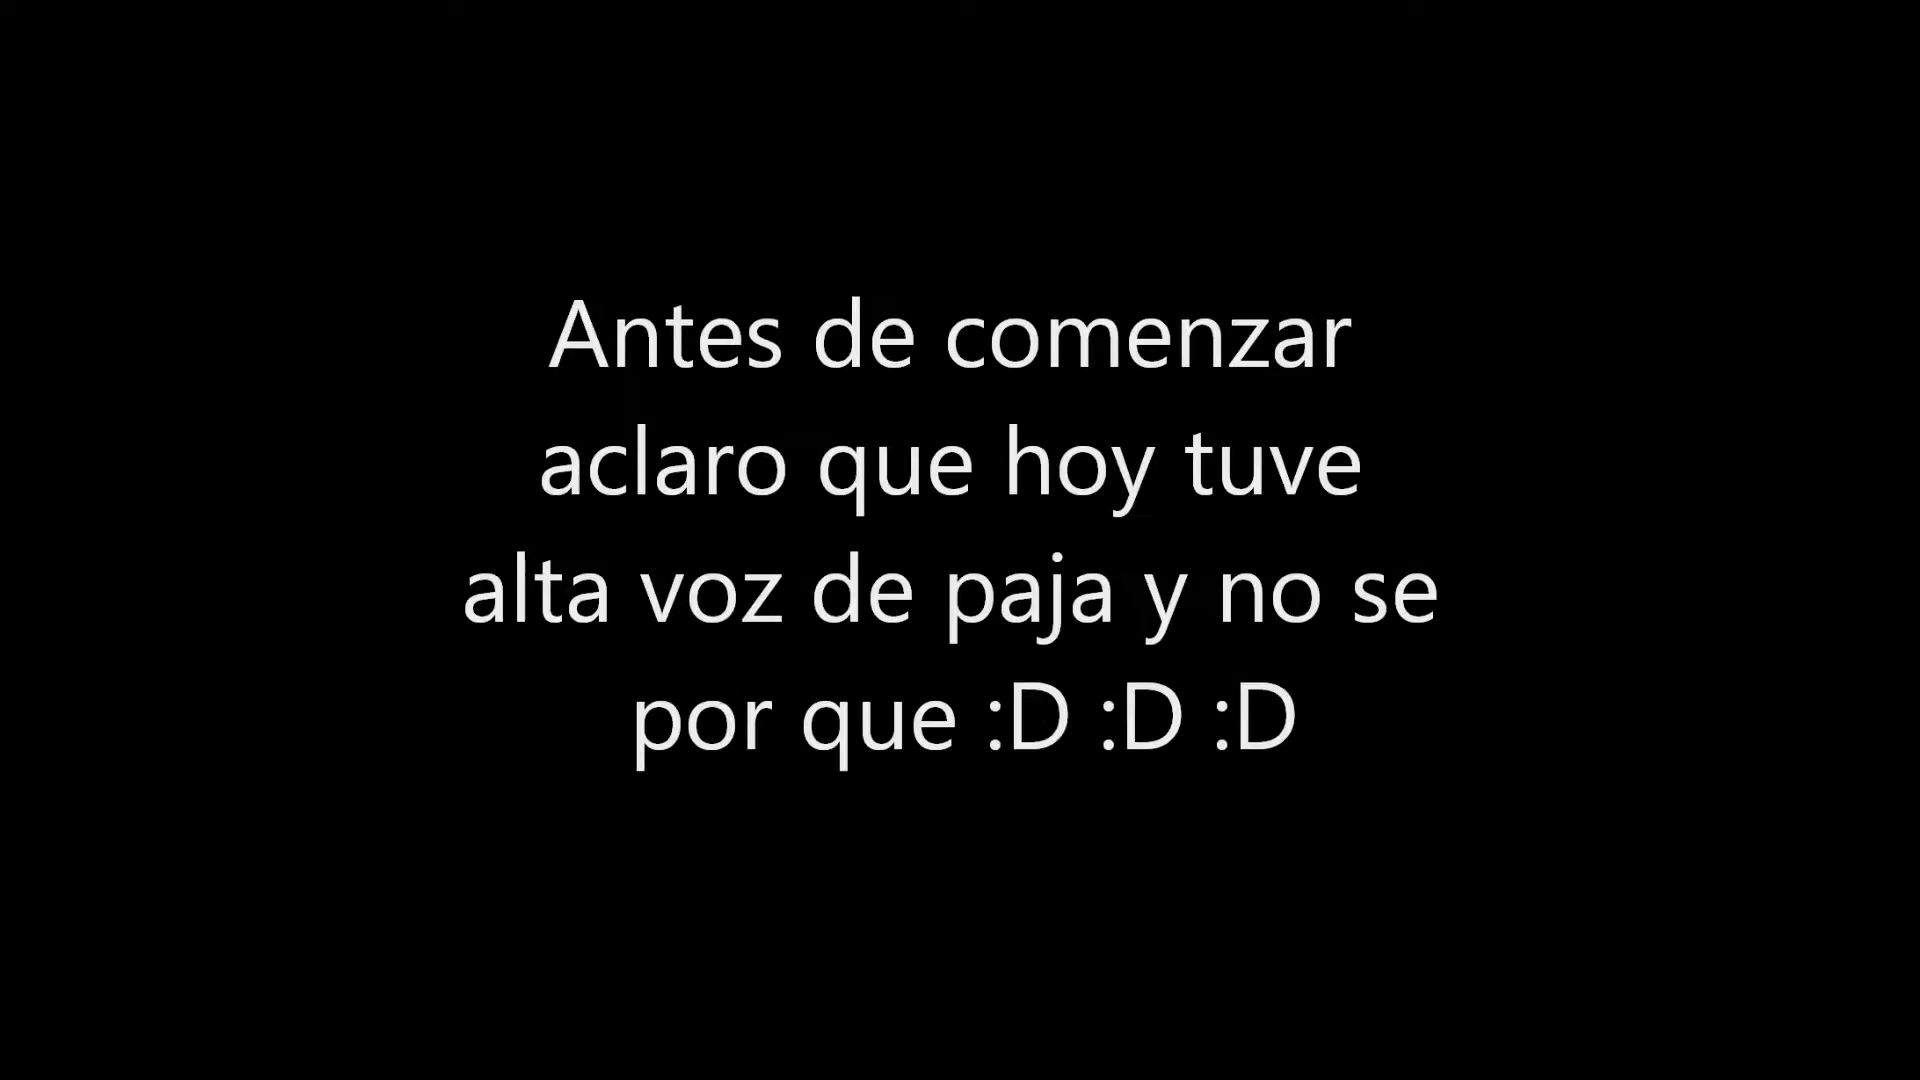 Antes de comenzar
aclaro que hoy tuve
alta voz de paja y no se
por que :D :D :D